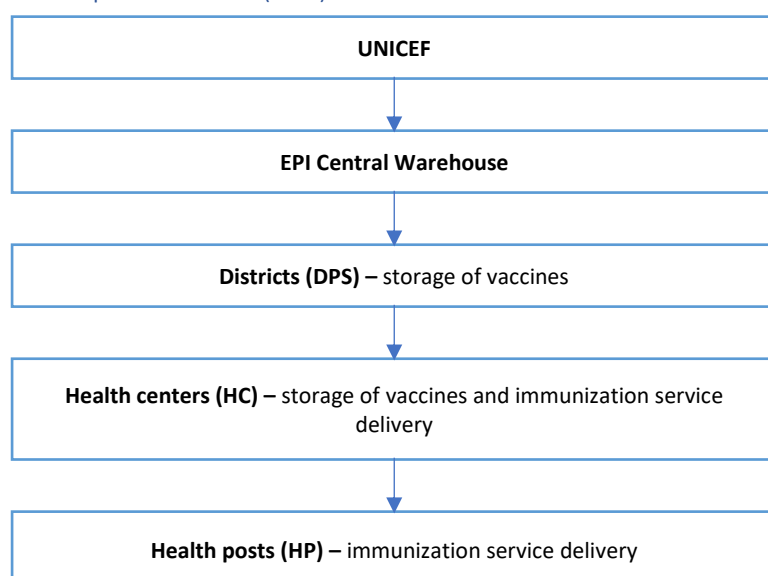 UNICEF
EPI Central Warehouse
Districts (DPS) – storage of vaccines
Health centers (HC) – storage of vaccines and immunization service
delivery
Health posts (HP) – immunization service delivery